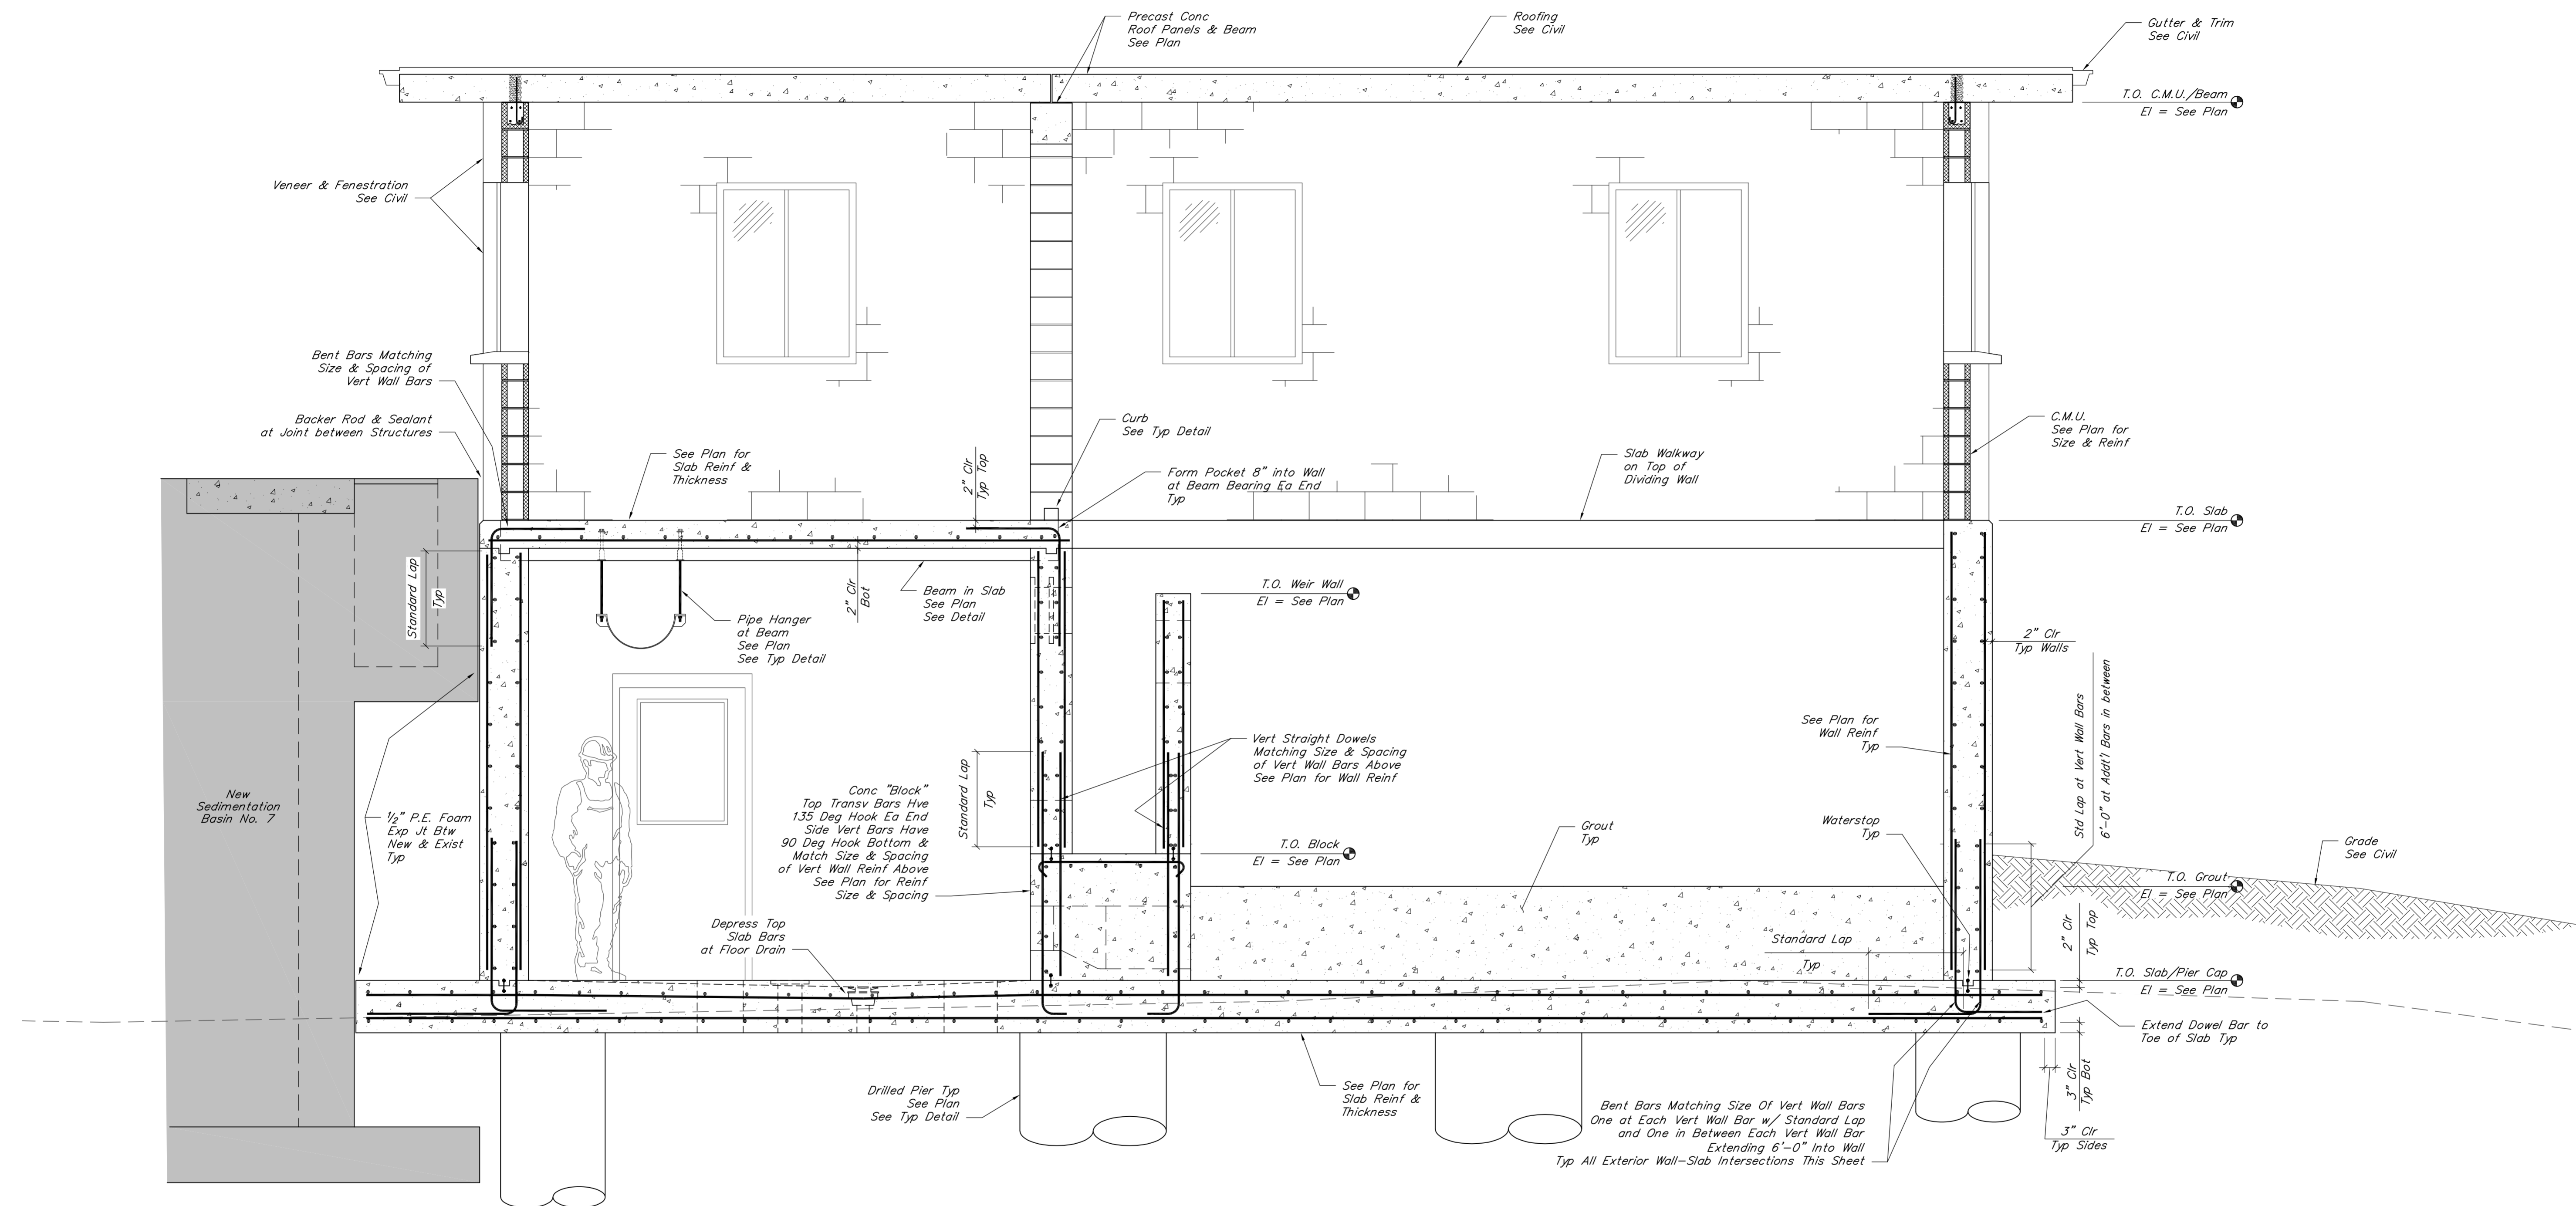 Precast Conc
Roof Panels & Beam
See Plan
Roofing
See Civil
Gutter & Trim
See Civil
T.O. C.M.U./Beam
El = See Plan
Veneer & Fenestration
See Civil
Bent Bars Matching
Size & Spacing of
Vert Wall Bars
Backer Rod & Sealant
at Joint between Structures
See Plan for
Slab Reinf &
Thickness
2" Clr
Typ Top
Curb
See Typ Detail
Form Pocket 8" into Wall
at Beam Bearing Ea End
Typ
Slab Walkway
on Top of
Dividing Wall
C.M.U.
See Plan for
Size & Reinf
T.O. Slab
El = See Plan
Standard Lap
Typ
Pipe Hanger
at Beam
See Plan
See Typ Detail
2" Clr
Bot
Beam in Slab
See Plan
See Detail
T.O. Weir Wall
El = See Plan
2" Clr
Typ Walls
Std Lap at Vert Wall Bars
6'-0" at Addt'l Bars in between
See Plan for
Wall Reinf
Typ
Vert Straight Dowels
Matching Size & Spacing
of Vert Wall Bars Above
See Plan for Wall Reinf
Standard Lap
Typ
New
Sedimentation
Basin No. 7
1/2" P.E. Foam
Exp Jt Btw
New & Exist
Typ
Conc "Block"
Top Transv Bars Hve
135 Deg Hook Ea End
Side Vert Bars Have
90 Deg Hook Bottom &
Match Size & Spacing
of Vert Wall Reinf Above
See Plan for Reinf
Size & Spacing
T.O. Block
El = See Plan
Grout
Typ
Waterstop
Typ
Grade
See Civil
T.O. Grout
El = See Plan
Depress Top
Slab Bars
at Floor Drain
Standard Lap
Typ
2" Clr
Typ Top
T.O. Slab/Pier Cap
El = See Plan
Extend Dowel Bar to
Toe of Slab Typ
Drilled Pier Typ
See Plan
See Typ Detail
See Plan for
Slab Reinf &
Thickness
Bent Bars Matching Size Of Vert Wall Bars
One at Each Vert Wall Bar w/ Standard Lap
and One in Between Each Vert Wall Bar
Extending 6'-0" Into Wall
Typ All Exterior Wall-Slab Intersections This Sheet
3" Clr
Typ Bot
3" Clr
Typ Sides